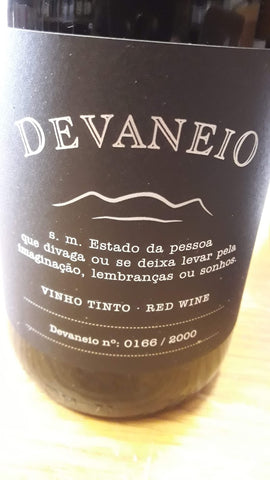 DEVANEIO
s. m. Estado da pessoa
que divaga ou se deixa levar pela
imaginação, lembranças ou sonhos.
VINHO TINTO · RED WINE
Devaneio nº: 0166 / 2000